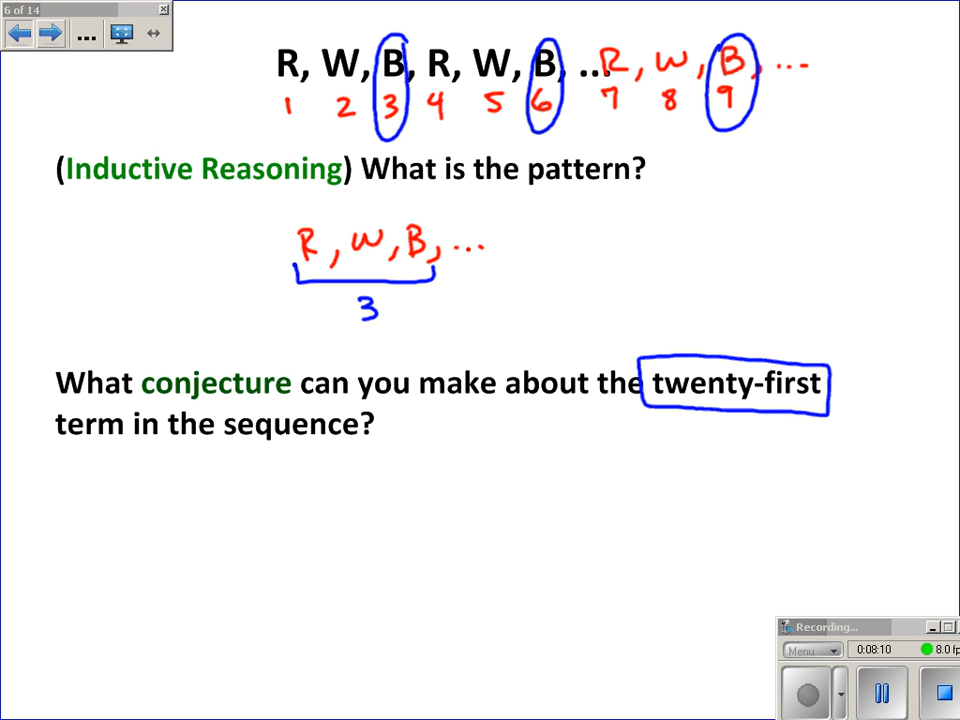 6 of 14
R, W, B, R, W, B, ... R, W, B, ...
1 2 3 4 5 6 7 8 9
(Inductive Reasoning) What is the pattern?
R, W, B, ...
3
What conjecture can you make about the twenty-first
term in the sequence?
Recording...
Menu 0:08:10 8.0 fp